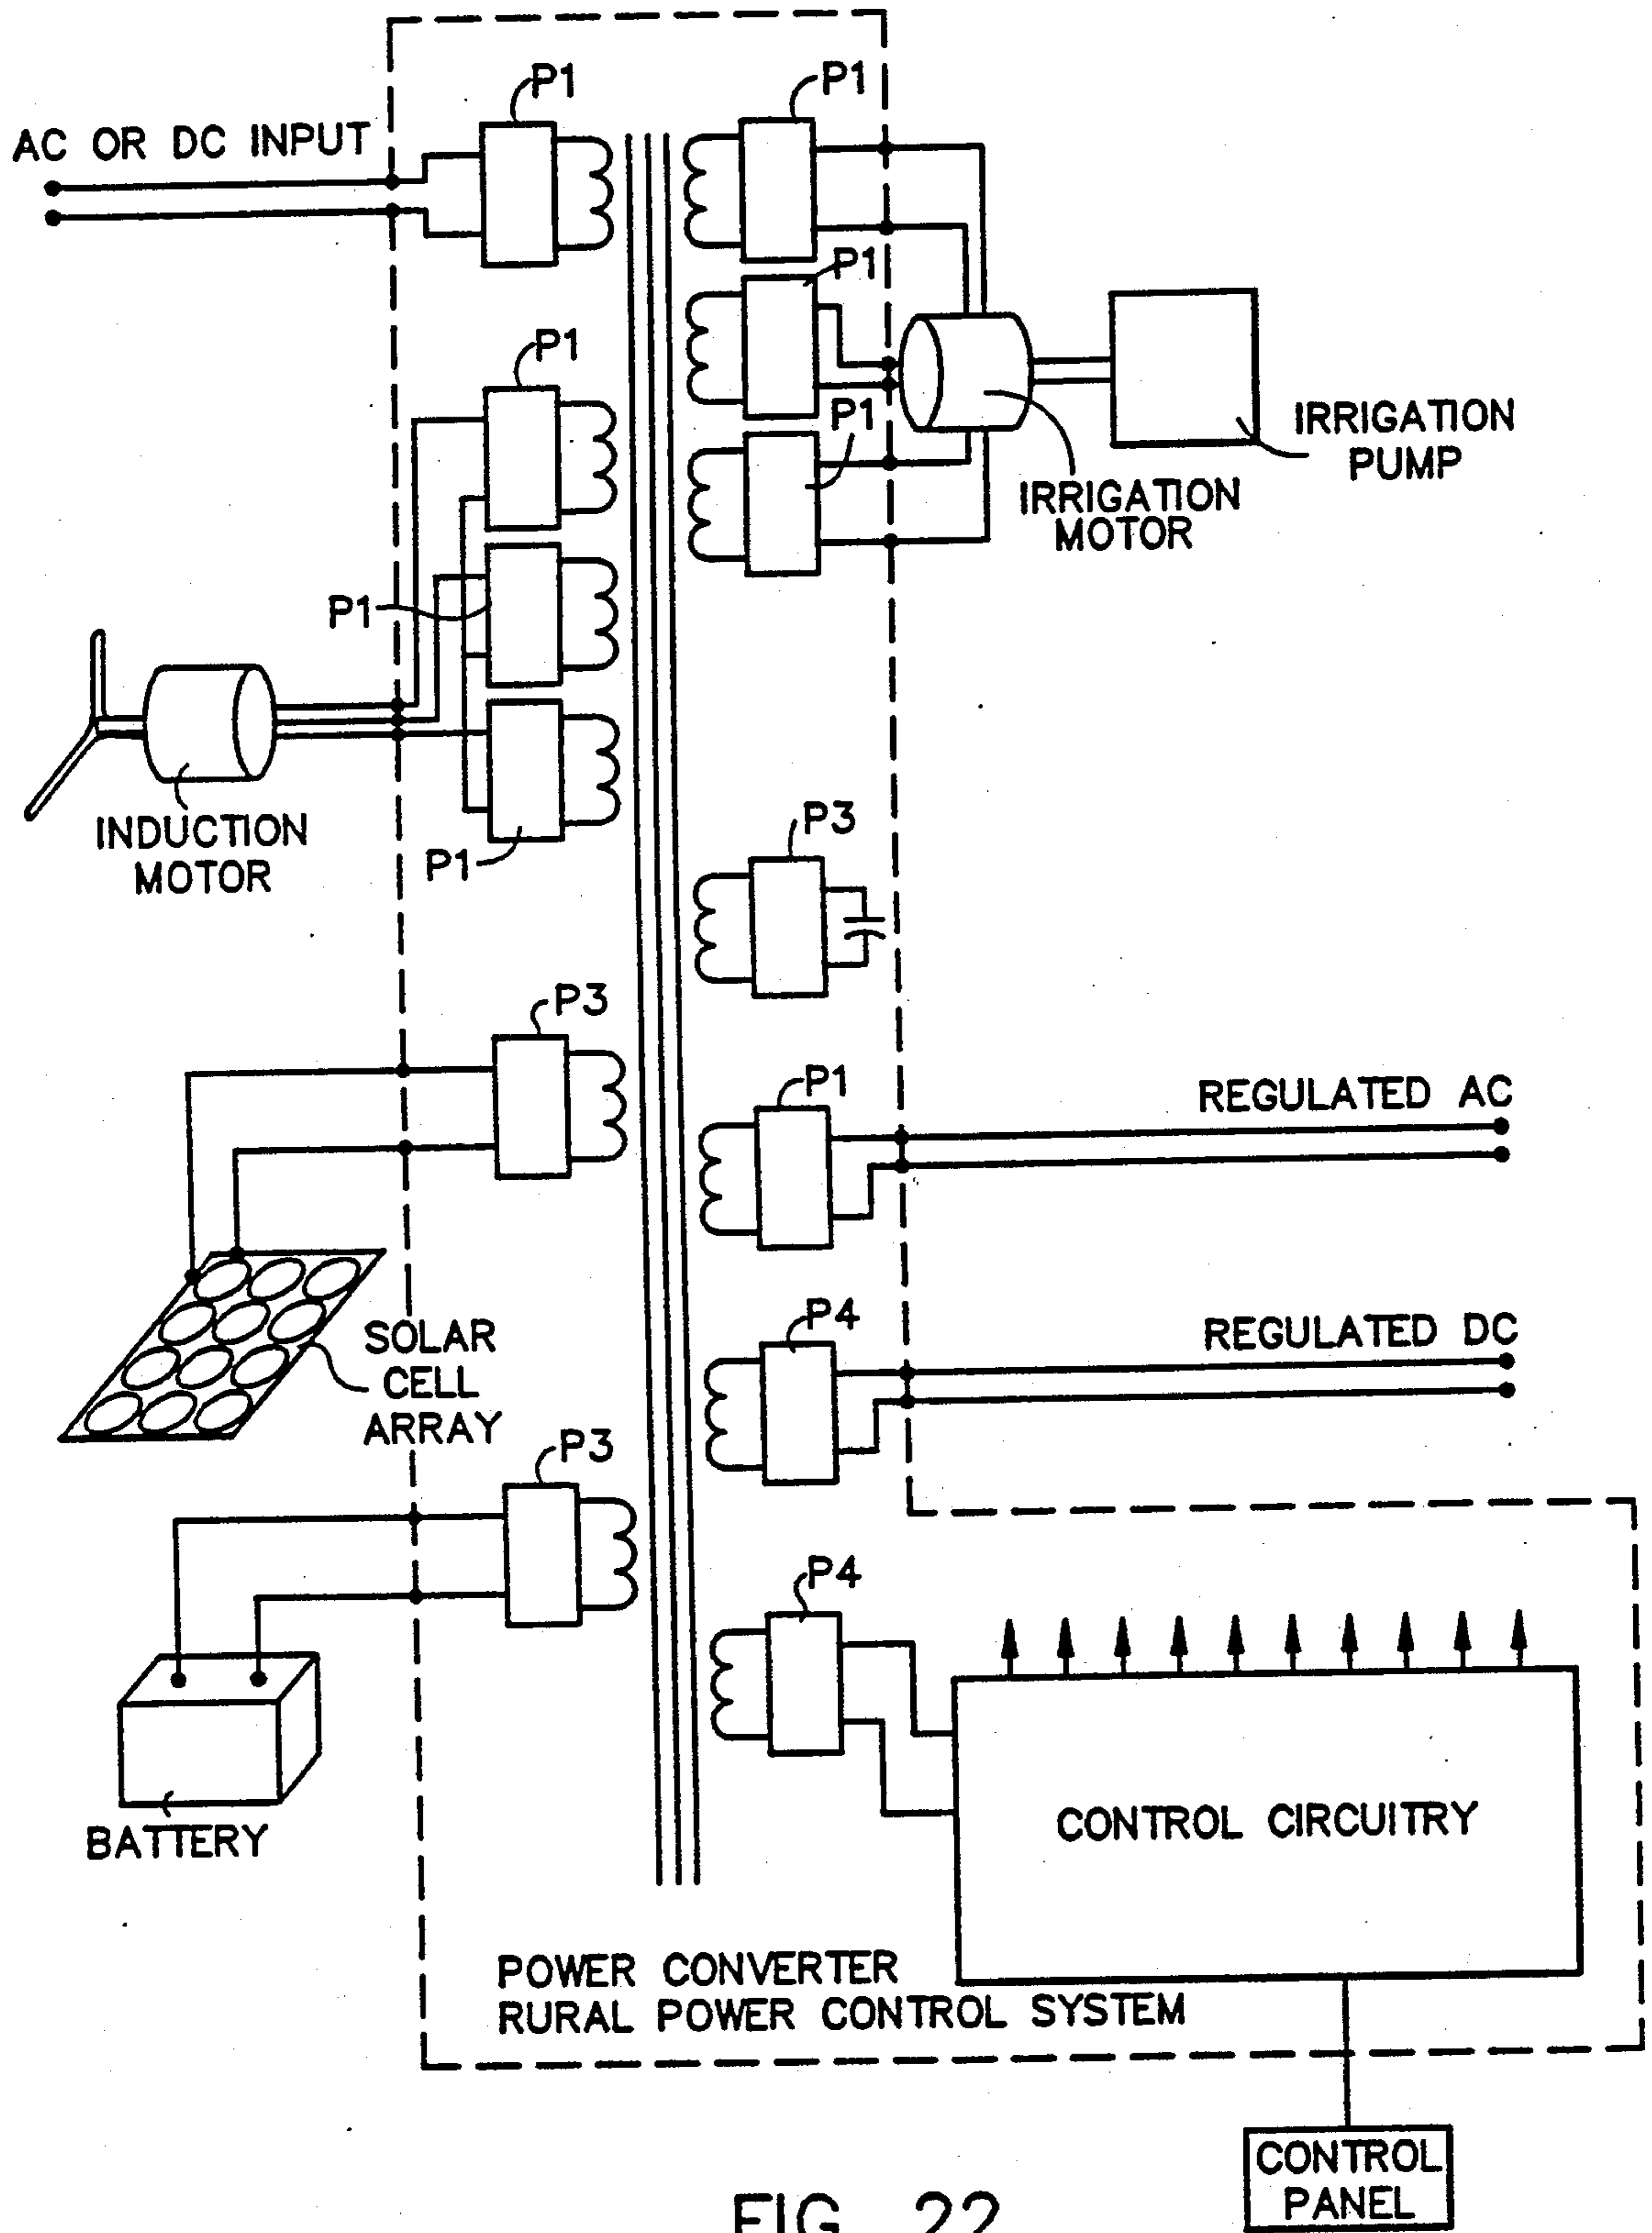 P1
P1
AC OR DC INPUT
P1
P1
P1
IRRIGATION
PUMP
IRRIGATION
MOTOR
P1
INDUCTION
MOTOR
P1
P3
P3
P1
REGULATED AC
P4
REGULATED DC
SOLAR
CELL
ARRAY
P3
P4
CONTROL CIRCUITRY
BATTERY
POWER CONVERTER
RURAL POWER CONTROL SYSTEM
CONTROL
PANEL
FIG. 22